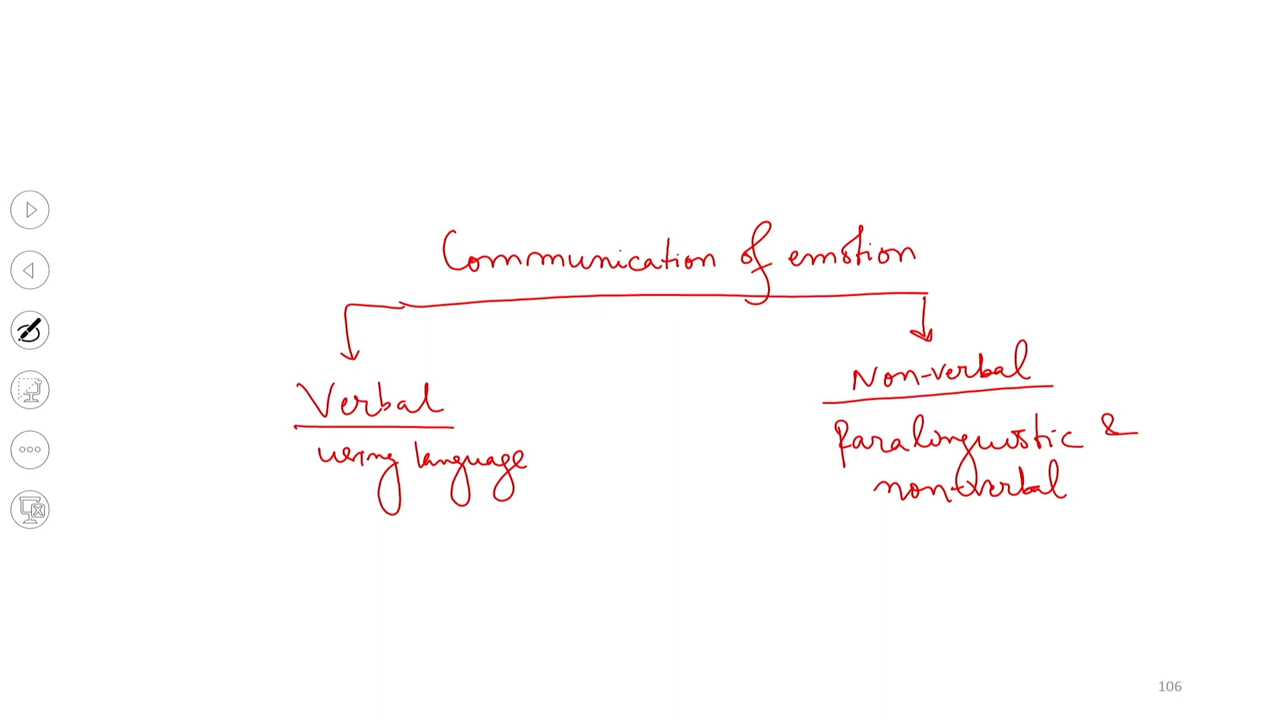 Communication of emotion
Verbal
using language
Non-verbal
Paralinguistic &
non-verbal
106